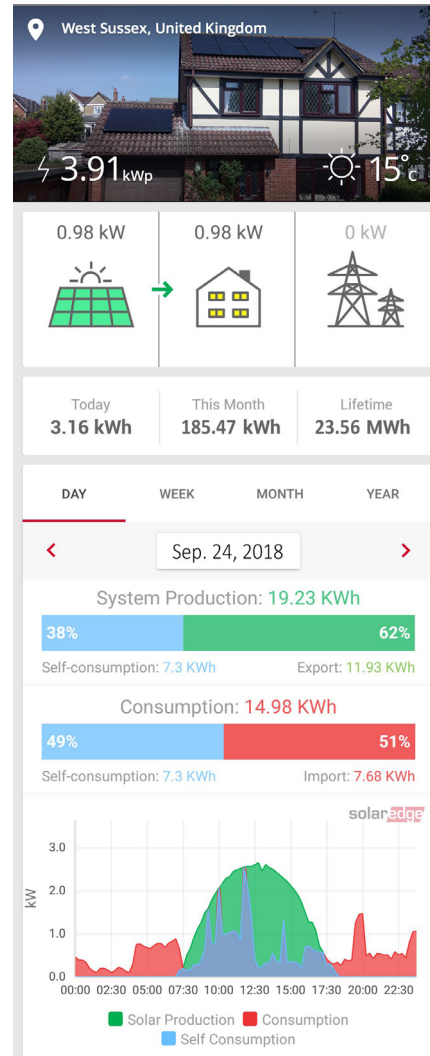 West Sussex, United Kingdom
3.91 kWp
15°c
0.98 kW
0.98 kW
0 kW
Today
This Month
Lifetime
3.16 kWh
185.47 kWh
23.56 MWh
DAY
WEEK
MONTH
YEAR
Sep. 24, 2018
System Production: 19.23 KWh
38%
62%
Self-consumption: 7.3 KWh
Export: 11.93 KWh
Consumption: 14.98 KWh
49%
51%
Self-consumption: 7.3 KWh
Import: 7.68 KWh
solaredge
kW
3.0
2.0
1.0
0.0
00:00 02:30 05:00 07:30 10:00 12:30 15:00 17:30 20:00 22:30
Solar Production
Consumption
Self Consumption